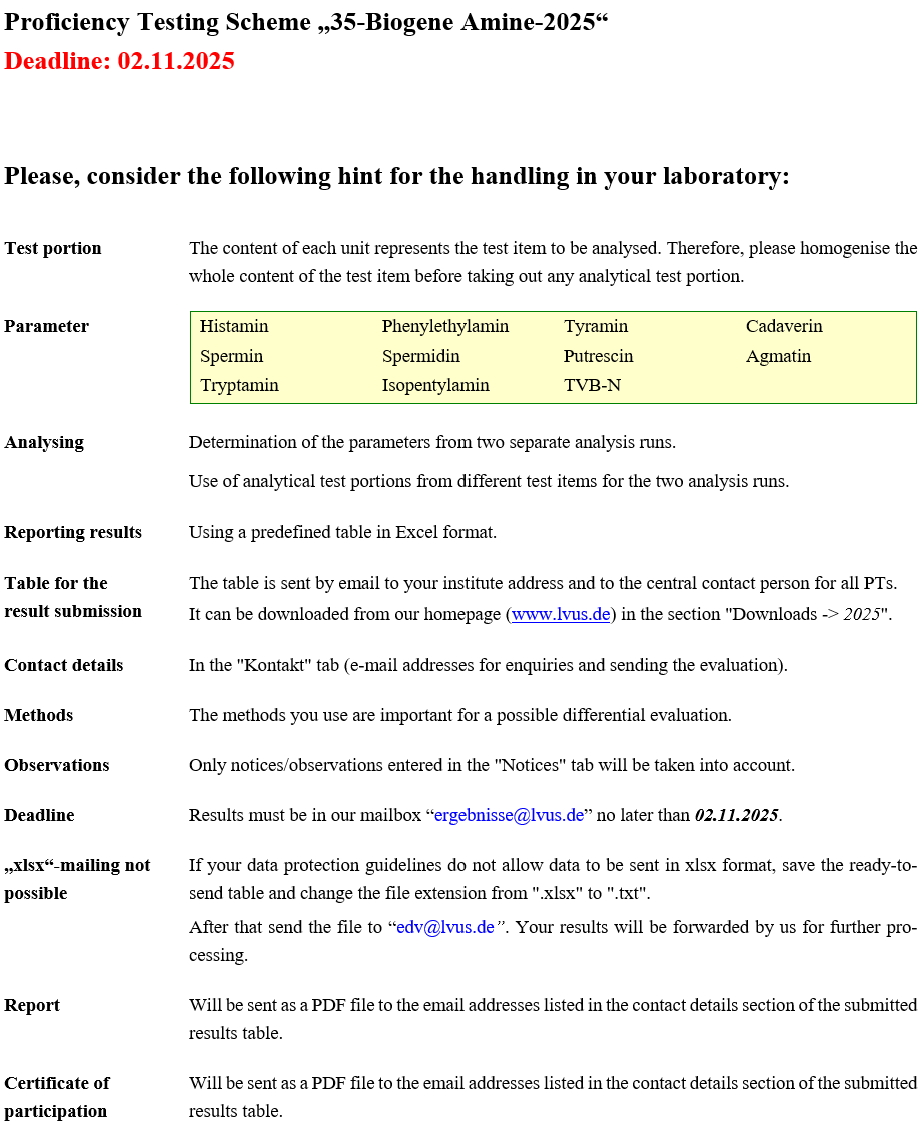 Proficiency Testing Scheme „35-Biogene Amine-2025“
Deadline: 02.11.2025
Please, consider the following hint for the handling in your laboratory:
Test portion The content of each unit represents the test item to be analysed. Therefore, please homogenise the
whole content of the test item before taking out any analytical test portion.
Parameter Histamin Phenylethylamin Tyramin Cadaverin
Spermin Spermidin Putrescin Agmatin
Tryptamin Isopentylamin TVB-N
Analysing Determination of the parameters from two separate analysis runs.
Use of analytical test portions from different test items for the two analysis runs.
Reporting results Using a predefined table in Excel format.
Table for the The table is sent by email to your institute address and to the central contact person for all PTs.
result submission It can be downloaded from our homepage (www.lvus.de) in the section "Downloads -> 2025".
Contact details In the "Kontakt" tab (e-mail addresses for enquiries and sending the evaluation).
Methods The methods you use are important for a possible differential evaluation.
Observations Only notices/observations entered in the "Notices" tab will be taken into account.
Deadline Results must be in our mailbox “ergebnisse@lvus.de” no later than 02.11.2025.
„xlsx“-mailing not If your data protection guidelines do not allow data to be sent in xlsx format, save the ready-to-
possible send table and change the file extension from ".xlsx" to ".txt".
After that send the file to “edv@lvus.de”. Your results will be forwarded by us for further pro-
cessing.
Report Will be sent as a PDF file to the email addresses listed in the contact details section of the submitted
results table.
Certificate of Will be sent as a PDF file to the email addresses listed in the contact details section of the submitted
participation results table.